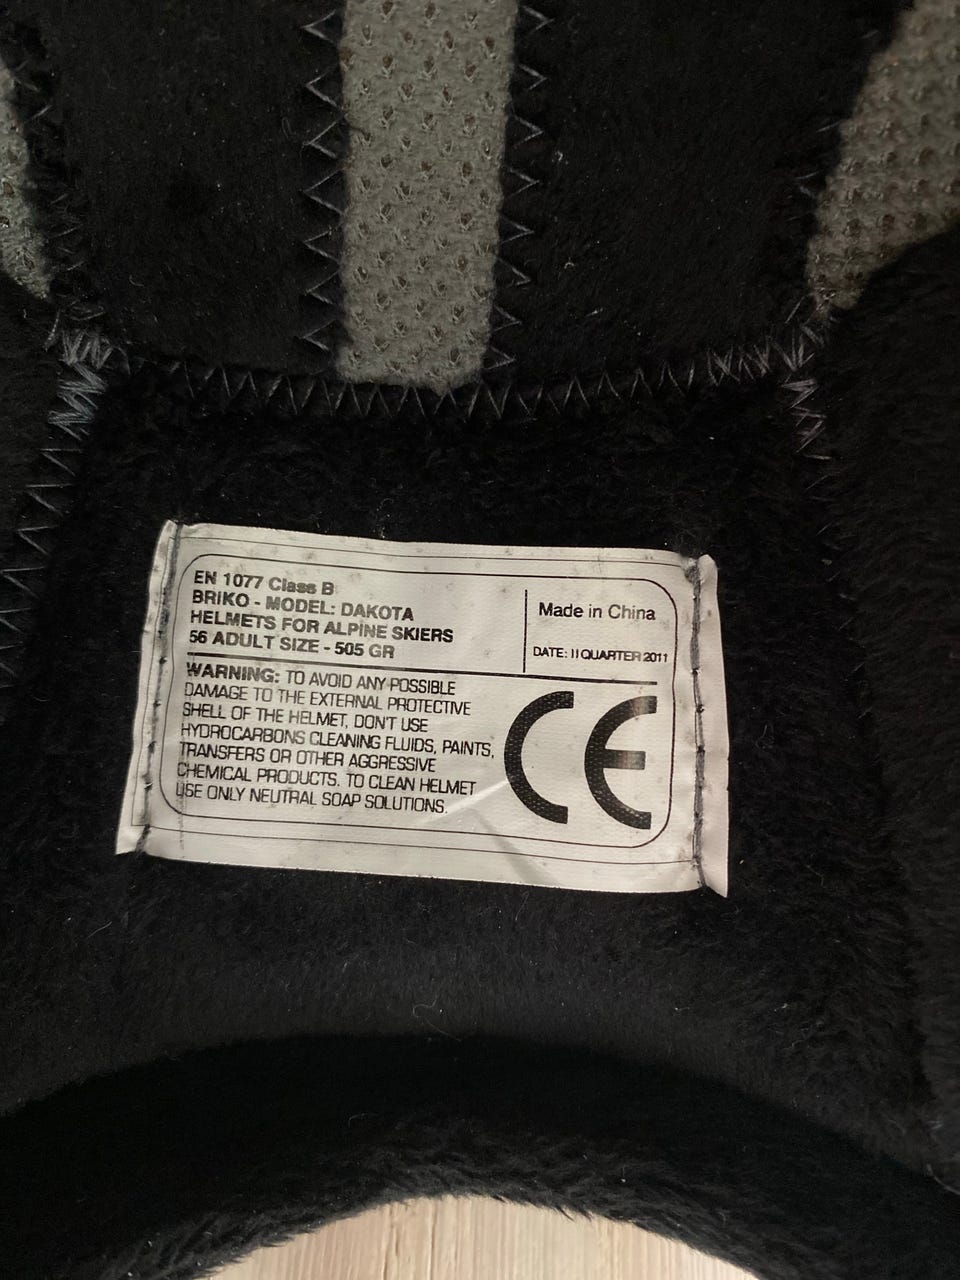 EN 1077 Class B
BRIKO - MODEL: DAKOTA
HELMETS FOR ALPINE SKIERS
56 ADULT SIZE - 505 GR
Made in China
DATE: II QUARTER 2011
WARNING: TO AVOID ANY POSSIBLE
DAMAGE TO THE EXTERNAL PROTECTIVE
SHELL OF THE HELMET, DON'T USE
HYDROCARBONS CLEANING FLUIDS, PAINTS,
TRANSFERS OR OTHER AGGRESSIVE
CHEMICAL PRODUCTS. TO CLEAN HELMET
USE ONLY NEUTRAL SOAP SOLUTIONS.
CE